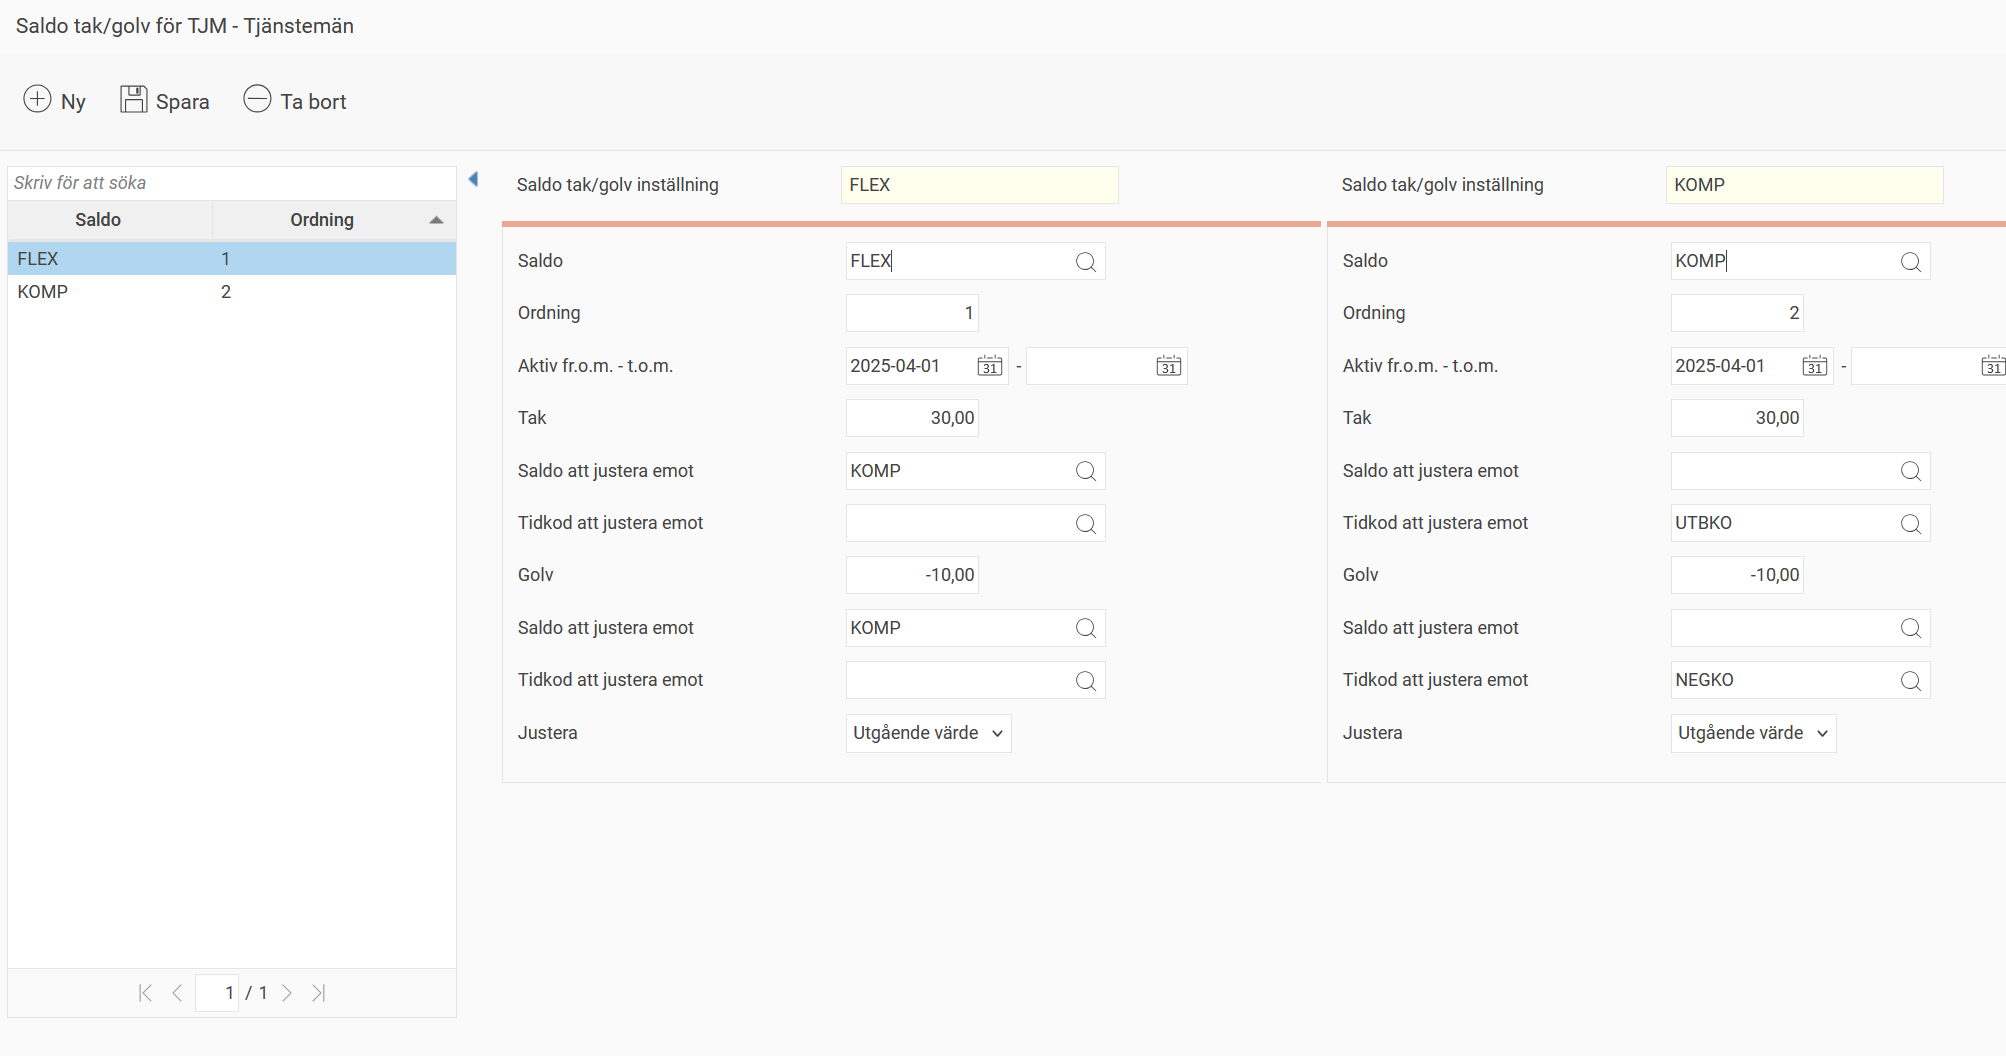 Saldo tak/golv för TJM - Tjänstemän
Ny Spara Ta bort
Skriv för att söka
Saldo Ordning
FLEX 1
KOMP 2
1 / 1
Saldo tak/golv inställning FLEX
Saldo FLEX
Ordning 1
Aktiv fr.o.m. - t.o.m. 2025-04-01 31 - 31
Tak 30,00
Saldo att justera emot KOMP
Tidkod att justera emot
Golv -10,00
Saldo att justera emot KOMP
Tidkod att justera emot
Justera Utgående värde
Saldo tak/golv inställning KOMP
Saldo KOMP
Ordning 2
Aktiv fr.o.m. - t.o.m. 2025-04-01 31 - 31
Tak 30,00
Saldo att justera emot
Tidkod att justera emot UTBKO
Golv -10,00
Saldo att justera emot
Tidkod att justera emot NEGKO
Justera Utgående värde